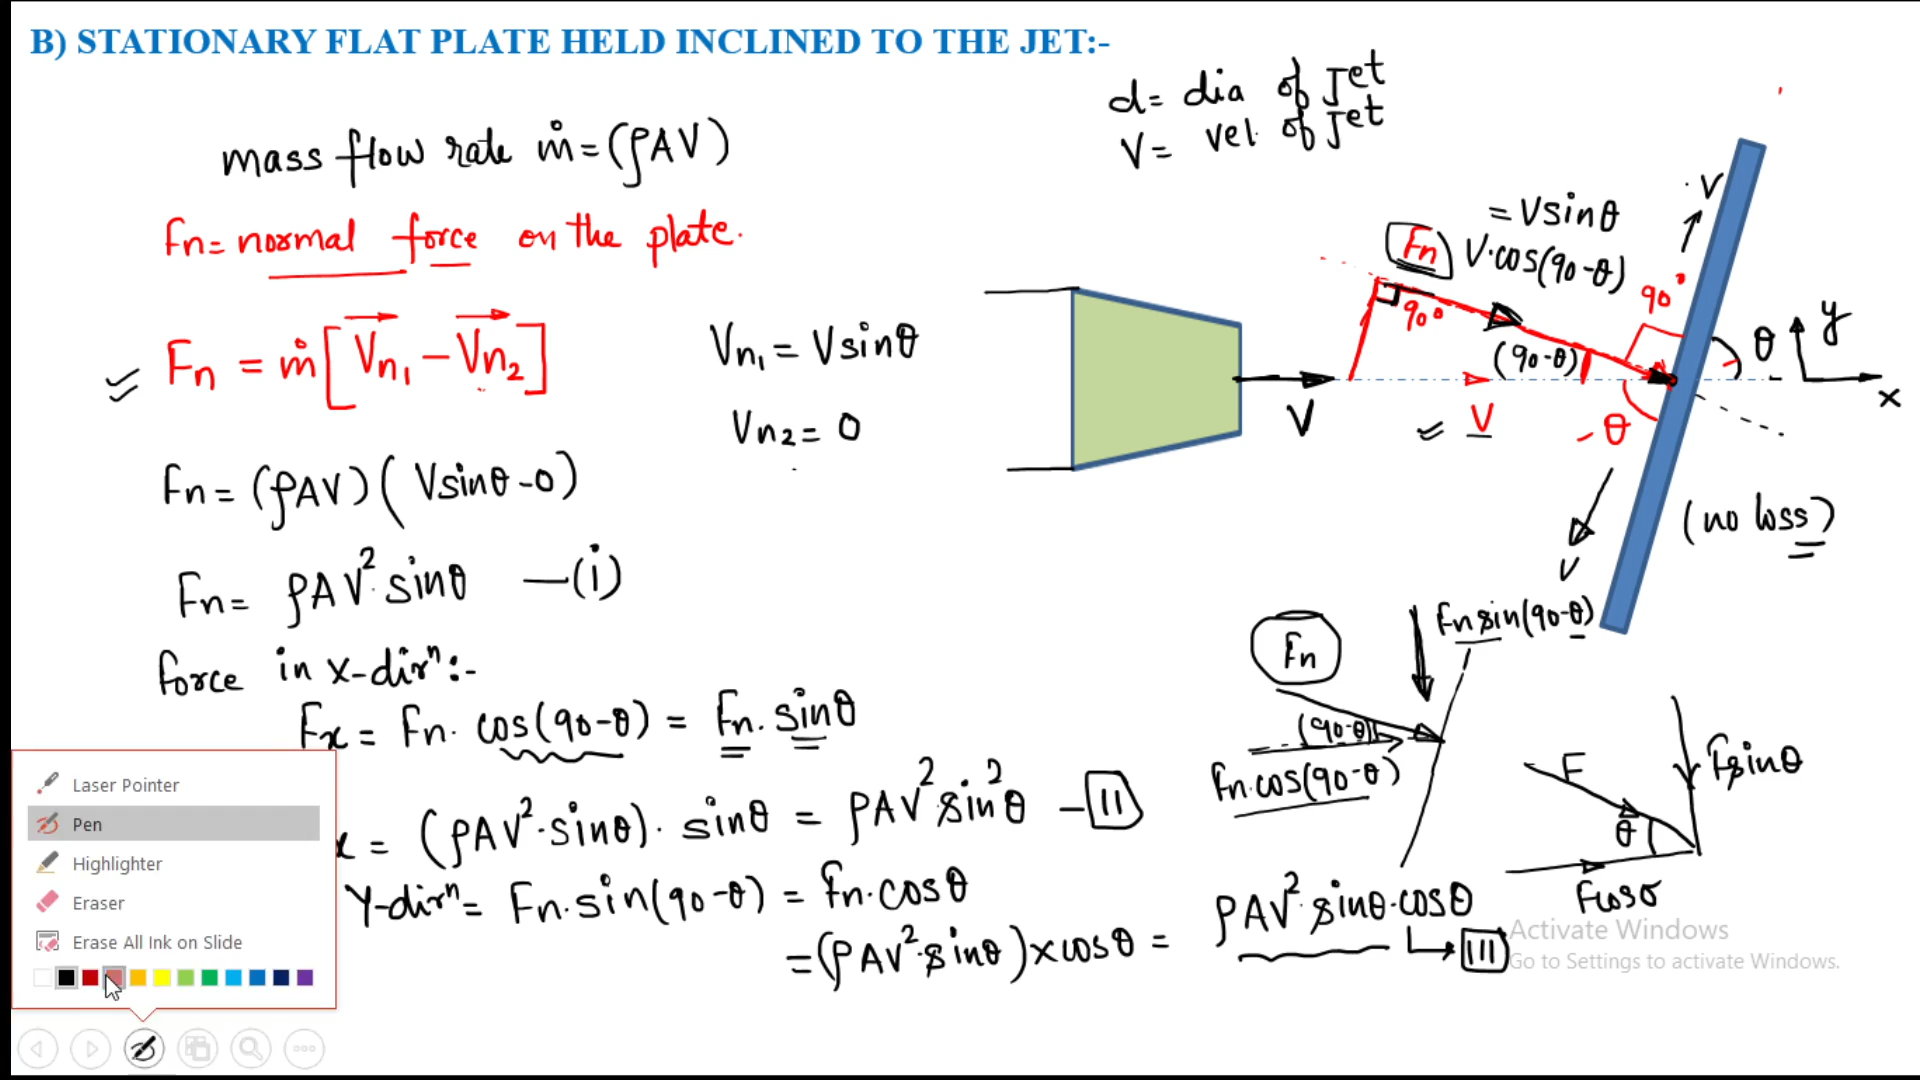 B) STATIONARY FLAT PLATE HELD INCLINED TO THE JET:-
d= dia of Jet
V= vel. of Jet
mass flow rate ṁ=(ρAV)
Fn= normal force on the plate.
Fn = ṁ[Vn₁ - Vn₂]
Vn₁ = Vsinθ
Vn₂ = 0
Fn= (ρAV)(Vsinθ-0)
Fn= ρAV² sinθ —(i)
force in x-dirⁿ:-
Fx = Fn. cos(90-θ) = Fn. sinθ
x = (ρAV².sinθ). sinθ = ρAV² sin²θ -II
Y-dirⁿ= Fn.sin(90-θ) = Fn.cosθ
=(ρAV².sinθ)×cosθ = ρAV² sinθ.cosθ
III
=Vsinθ
Fn
V.cos(90-θ)
V
90°
90°
(90-θ)
θ
y
x
V
V
θ
(no loss)
V
Fn
Fn sin(90-θ)
(90-θ)
Fn.cos(90-θ)
F
Fsinθ
θ
Fcosθ
Laser Pointer
Pen
Highlighter
Eraser
Erase All Ink on Slide
Activate Windows
Go to Settings to activate Windows.